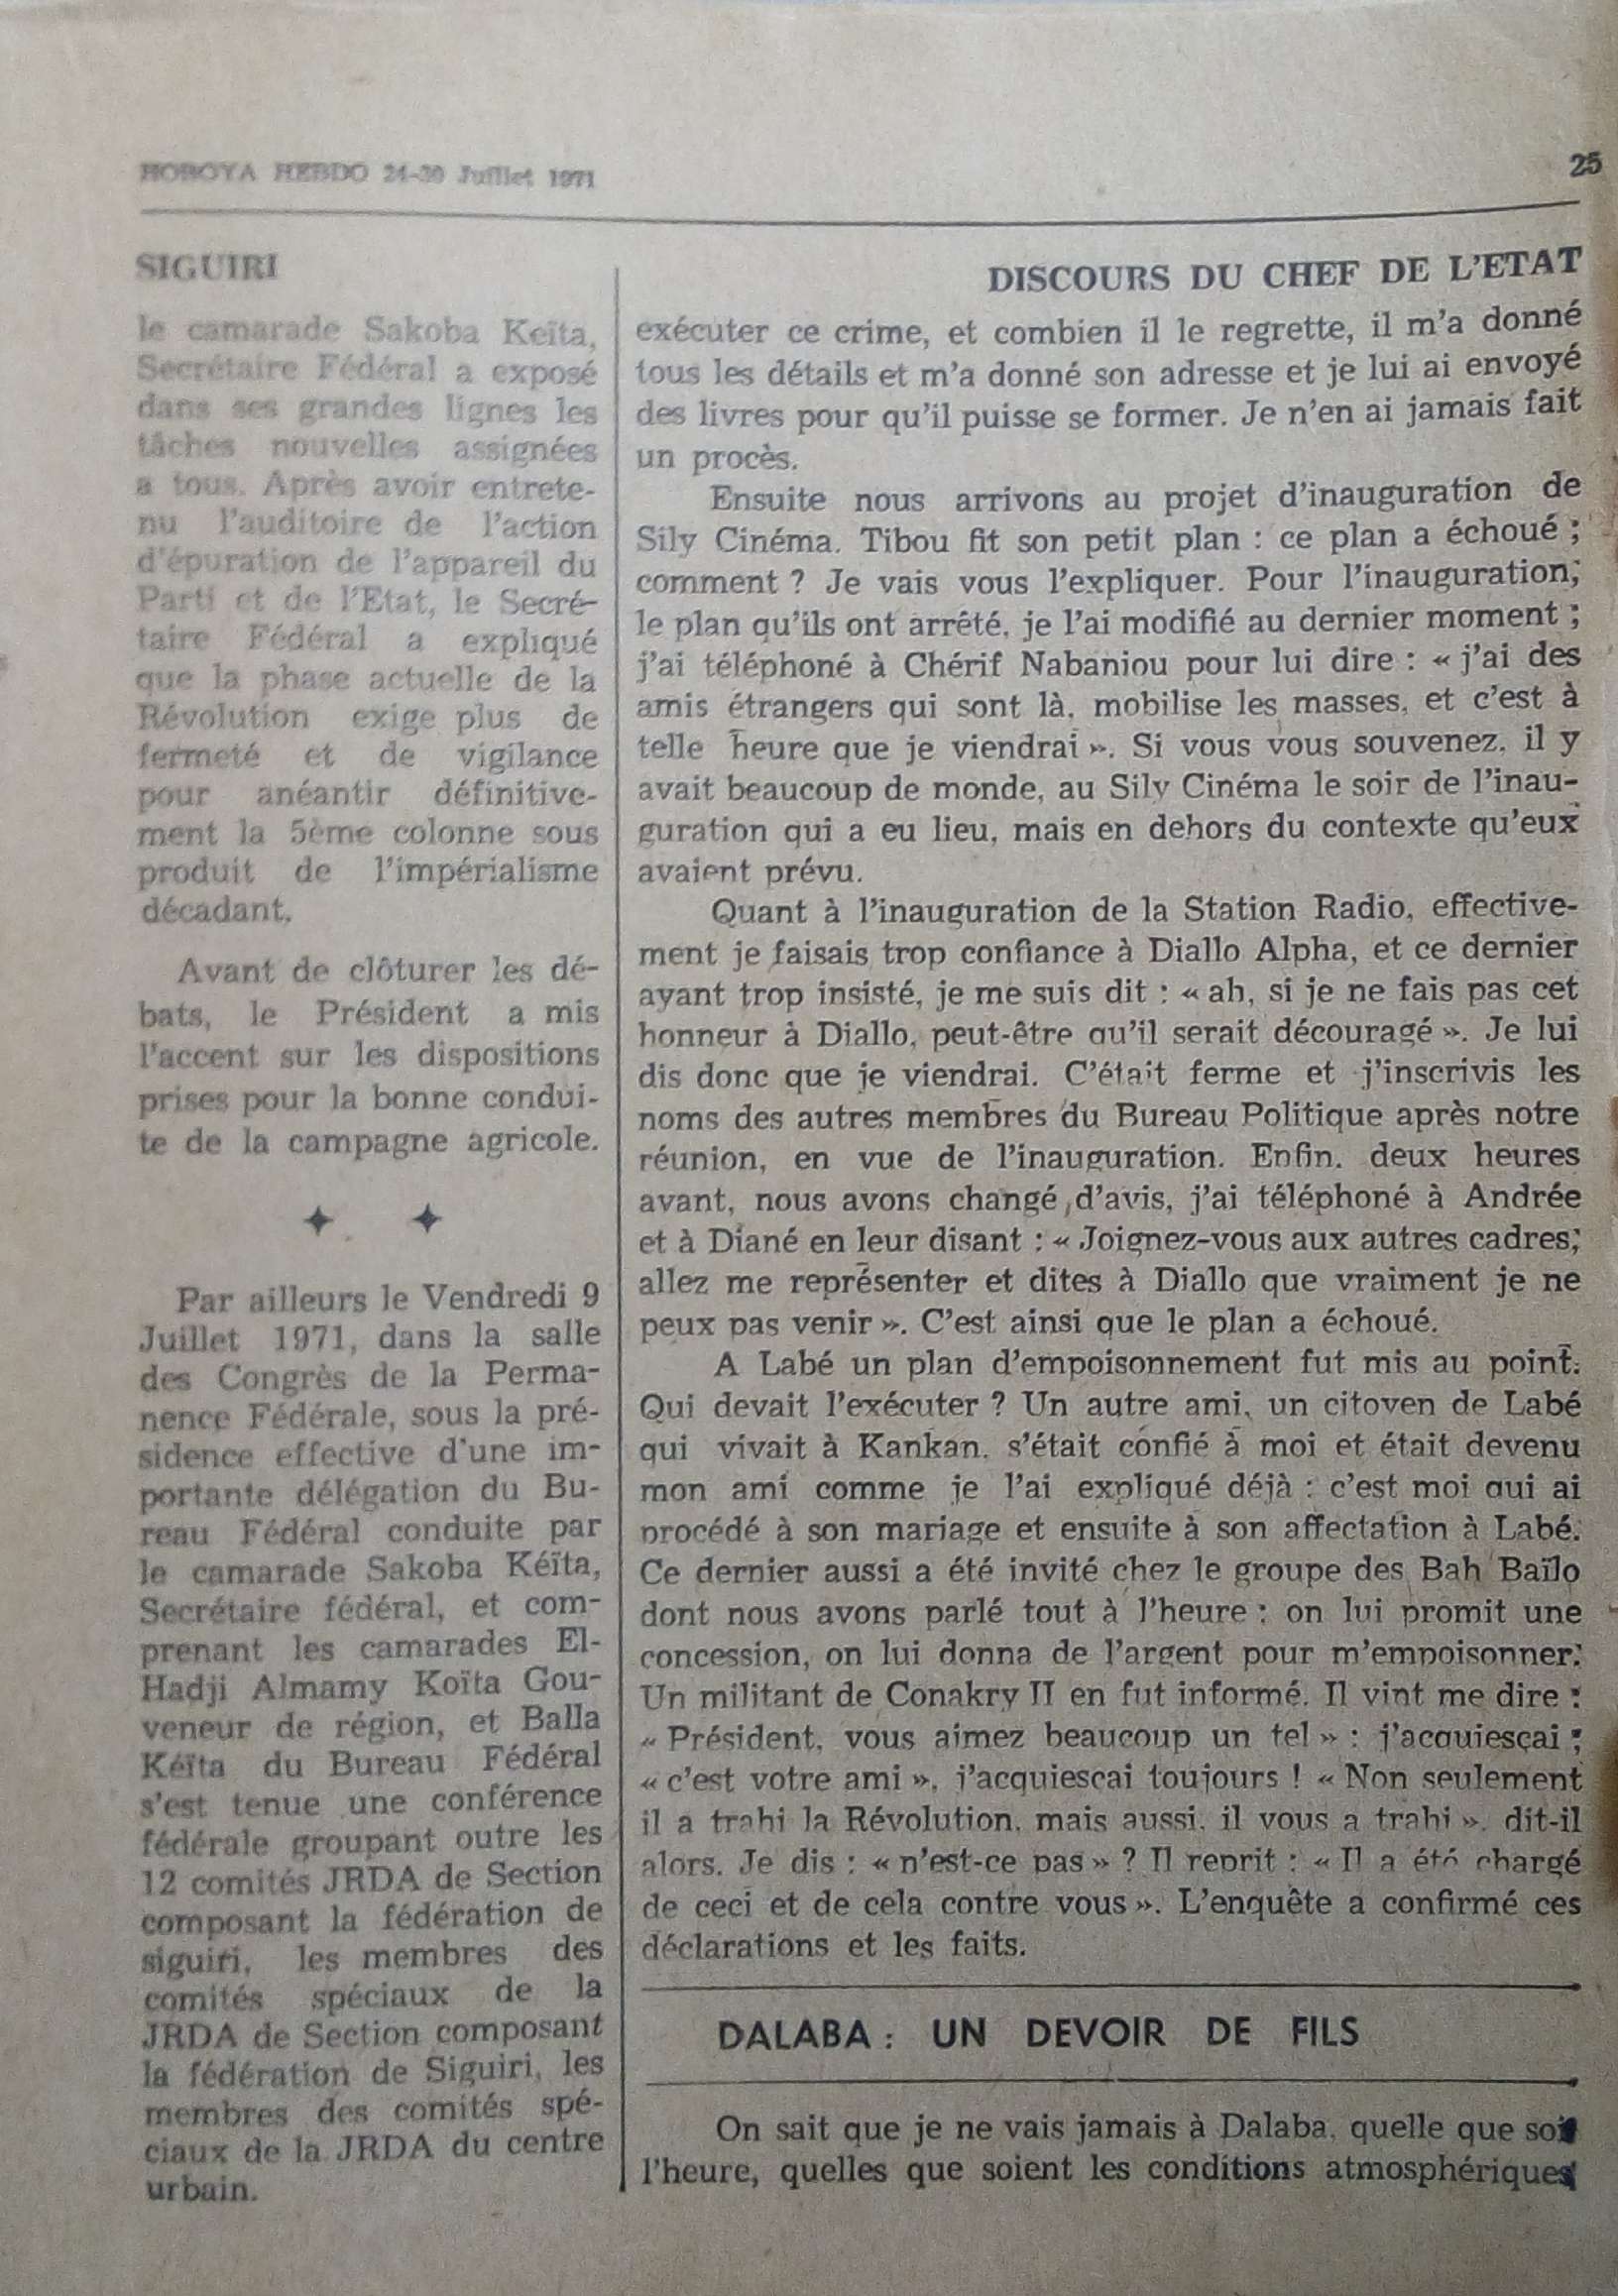 HOROYA HEBDO 24-30 Juillet 1971
25
SIGUIRI
le camarade Sakoba Keïta,
Secrétaire Fédéral a exposé
dans ses grandes lignes les
tâches nouvelles assignées
a tous. Après avoir entrete-
nu l'auditoire de l'action
d'épuration de l'appareil du
Parti et de l'Etat, le Secré-
taire Fédéral a expliqué
que la phase actuelle de la
Révolution exige plus de
fermeté et de vigilance
pour anéantir définitive-
ment la 5ème colonne sous
produit de l'impérialisme
décadant.
Avant de clôturer les dé-
bats, le Président a mis
l'accent sur les dispositions
prises pour la bonne condui-
te de la campagne agricole.
Par ailleurs le Vendredi 9
Juillet 1971, dans la salle
des Congrès de la Perma-
nence Fédérale, sous la pré-
sidence effective d'une im-
portante délégation du Bu-
reau Fédéral conduite par
le camarade Sakoba Kéïta,
Secrétaire fédéral, et com-
prenant les camarades El-
Hadji Almamy Koïta Gou-
veneur de région, et Balla
Kéïta du Bureau Fédéral
s'est tenue une conférence
fédérale groupant outre les
12 comités JRDA de Section
composant la fédération de
siguiri, les membres des
comités spéciaux de la
JRDA de Section composant
la fédération de Siguiri, les
membres des comités spé-
ciaux de la JRDA du centre
urbain.
DISCOURS DU CHEF DE L'ETAT
exécuter ce crime, et combien il le regrette, il m'a donné
tous les détails et m'a donné son adresse et je lui ai envoyé
des livres pour qu'il puisse se former. Je n'en ai jamais fait
un procès.
Ensuite nous arrivons au projet d'inauguration de
Sily Cinéma. Tibou fit son petit plan : ce plan a échoué ;
comment ? Je vais vous l'expliquer. Pour l'inauguration,
le plan qu'ils ont arrêté, je l'ai modifié au dernier moment ;
j'ai téléphoné à Chérif Nabaniou pour lui dire : « j'ai des
amis étrangers qui sont là, mobilise les masses, et c'est à
telle heure que je viendrai ». Si vous vous souvenez, il y
avait beaucoup de monde, au Sily Cinéma le soir de l'inau-
guration qui a eu lieu, mais en dehors du contexte qu'eux
avaient prévu.
Quant à l'inauguration de la Station Radio, effective-
ment je faisais trop confiance à Diallo Alpha, et ce dernier
ayant trop insisté, je me suis dit : « ah, si je ne fais pas cet
honneur à Diallo, peut-être qu'il serait découragé ». Je lui
dis donc que je viendrai. C'était ferme et j'inscrivis les
noms des autres membres du Bureau Politique après notre
réunion, en vue de l'inauguration. Enfin, deux heures
avant, nous avons changé d'avis, j'ai téléphoné à Andrée
et à Diané en leur disant : « Joignez-vous aux autres cadres,
allez me représenter et dites à Diallo que vraiment je ne
peux pas venir ». C'est ainsi que le plan a échoué.
A Labé un plan d'empoisonnement fut mis au point.
Qui devait l'exécuter ? Un autre ami, un citoyen de Labé
qui vivait à Kankan, s'était confié à moi et était devenu
mon ami comme je l'ai expliqué déjà : c'est moi qui ai
procédé à son mariage et ensuite à son affectation à Labé.
Ce dernier aussi a été invité chez le groupe des Bah Baïlo
dont nous avons parlé tout à l'heure : on lui promit une
concession, on lui donna de l'argent pour m'empoisonner.
Un militant de Conakry II en fut informé. Il vint me dire :
« Président, vous aimez beaucoup un tel » : j'acquiesçai ;
« c'est votre ami », j'acquiesçai toujours ! « Non seulement
il a trahi la Révolution, mais aussi, il vous a trahi », dit-il
alors. Je dis : « n'est-ce pas » ? Il reprit : « Il a été chargé
de ceci et de cela contre vous ». L'enquête a confirmé ces
déclarations et les faits.
DALABA : UN DEVOIR DE FILS
On sait que je ne vais jamais à Dalaba, quelle que soit
l'heure, quelles que soient les conditions atmosphériques